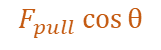 F_pull cos θ